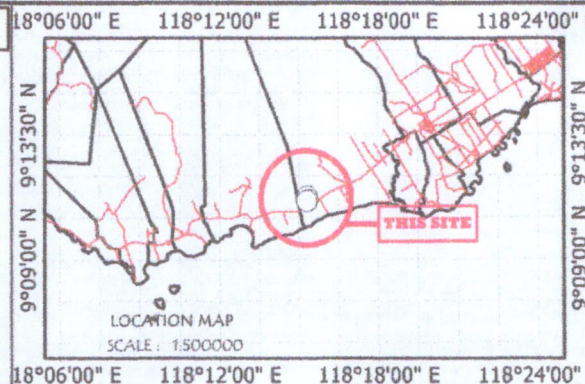 18°06'00" E 118°12'00" E 118°18'00" E 118°24'00" E
9°13'30" N
9°13'30" N
9°09'00" N
9°09'00" N
THIS SITE
LOCATION MAP
SCALE : 1:500000
18°06'00" E 118°12'00" E 118°18'00" E 118°24'00" E